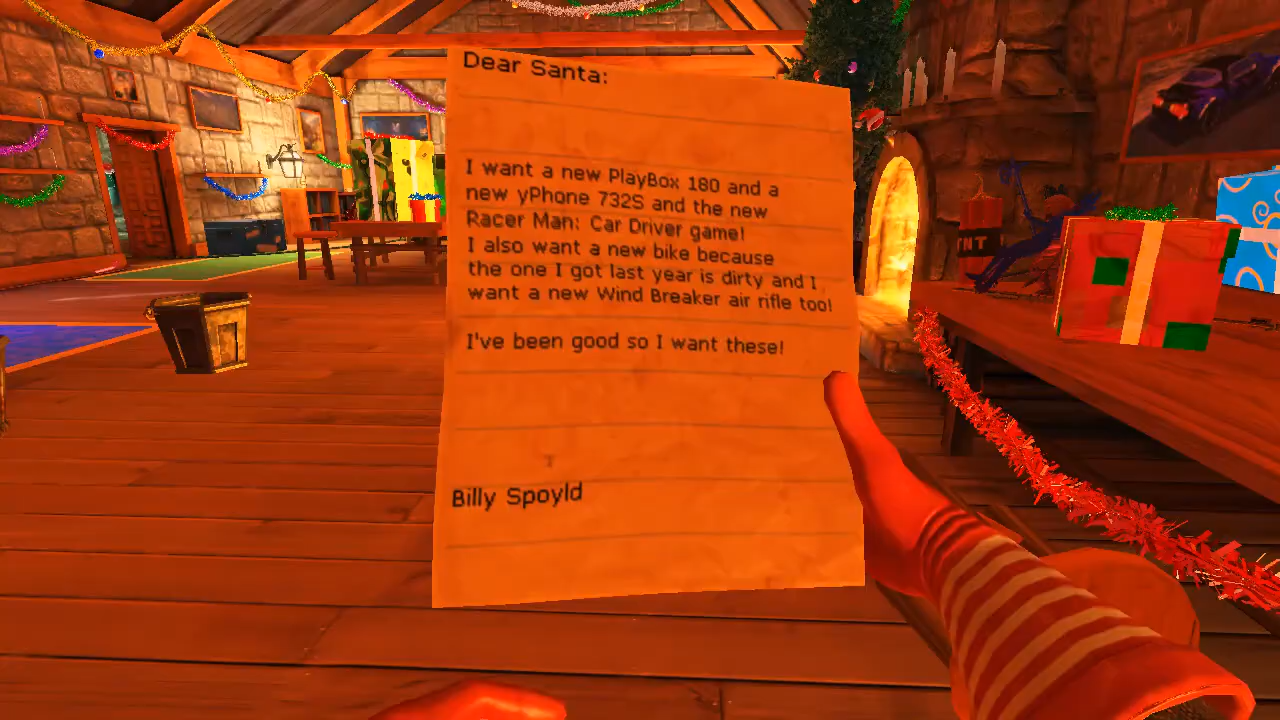 Dear Santa:
I want a new PlayBox 180 and a
new yPhone 732S and the new
Racer Man: Car Driver game!
I also want a new bike because
the one I got last year is dirty and I
want a new Wind Breaker air rifle too!
I've been good so I want these!
Billy Spoyld
TNT